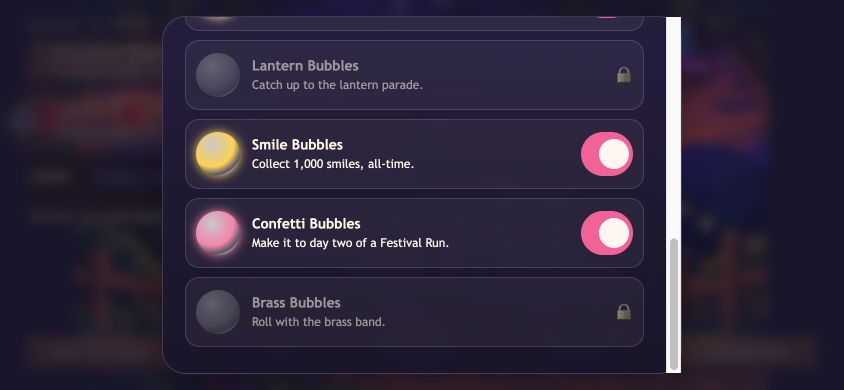 Lantern Bubbles
Catch up to the lantern parade.
Smile Bubbles
Collect 1,000 smiles, all-time.
Confetti Bubbles
Make it to day two of a Festival Run.
Brass Bubbles
Roll with the brass band.